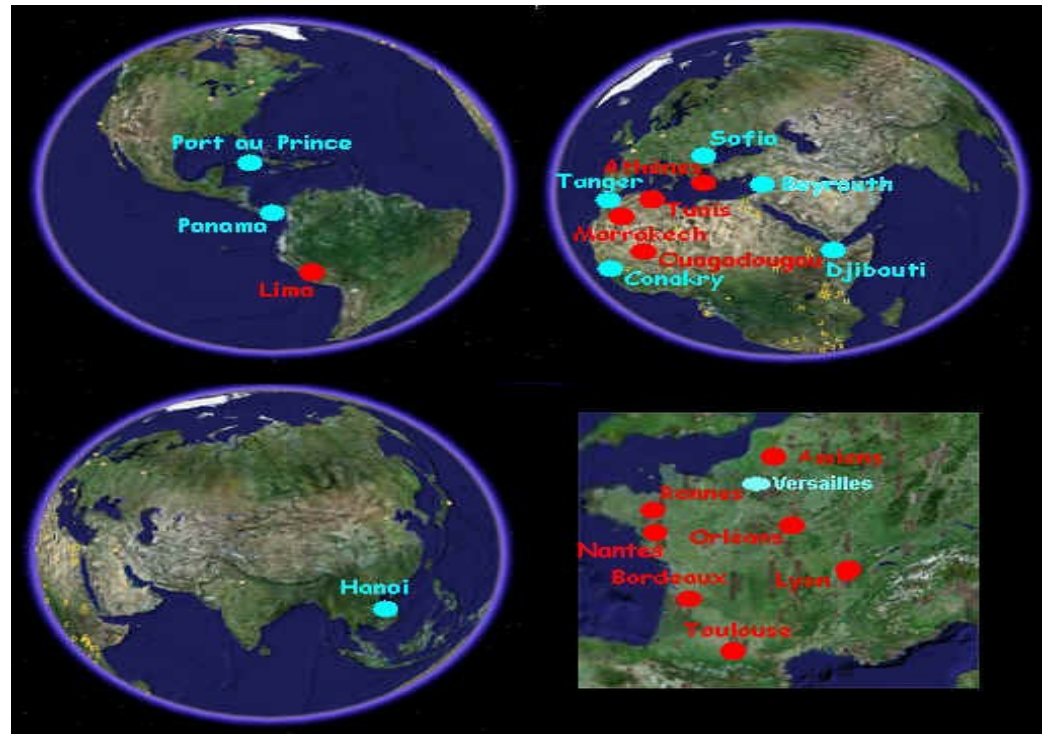 Port au Prince
Panama
Lima
Sofia
Athènes
Tanger
Beyrouth
Tunis
Marrakech
Ouagadougou
Djibouti
Conakry
Hanoi
Amiens
Versailles
Rennes
Orléans
Nantes
Bordeaux
Lyon
Toulouse